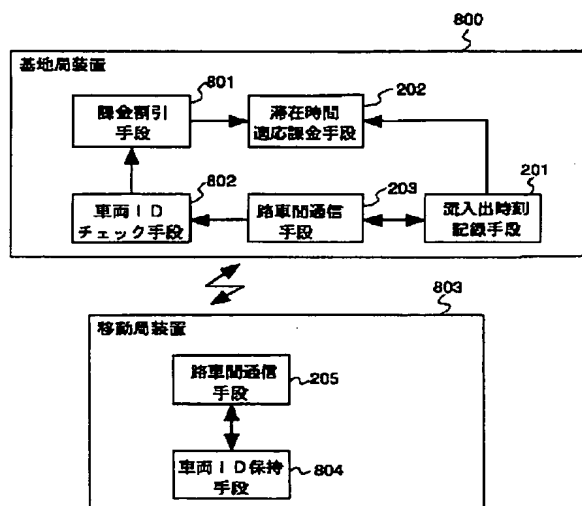 800
基地局装置
801
課金割引
手段
202
滞在時間
適応課金手段
802
車両ID
チェック手段
203
路車間通信
手段
201
流入出時刻
記録手段
803
移動局装置
路車間通信
手段
205
車両ID保持
手段
804